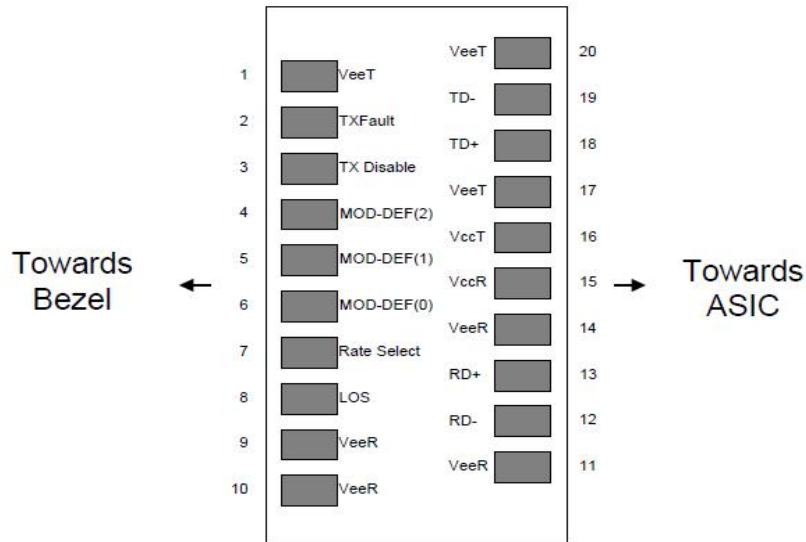 VeeT 20
1 VeeT
TD- 19
2 TXFault
TD+ 18
3 TX Disable
VeeT 17
4 MOD-DEF(2)
VccT 16
5 MOD-DEF(1)
Towards
Bezel
VccR 15
Towards
ASIC
6 MOD-DEF(0)
VeeR 14
7 Rate Select
RD+ 13
8 LOS
RD- 12
9 VeeR
VeeR 11
10 VeeR